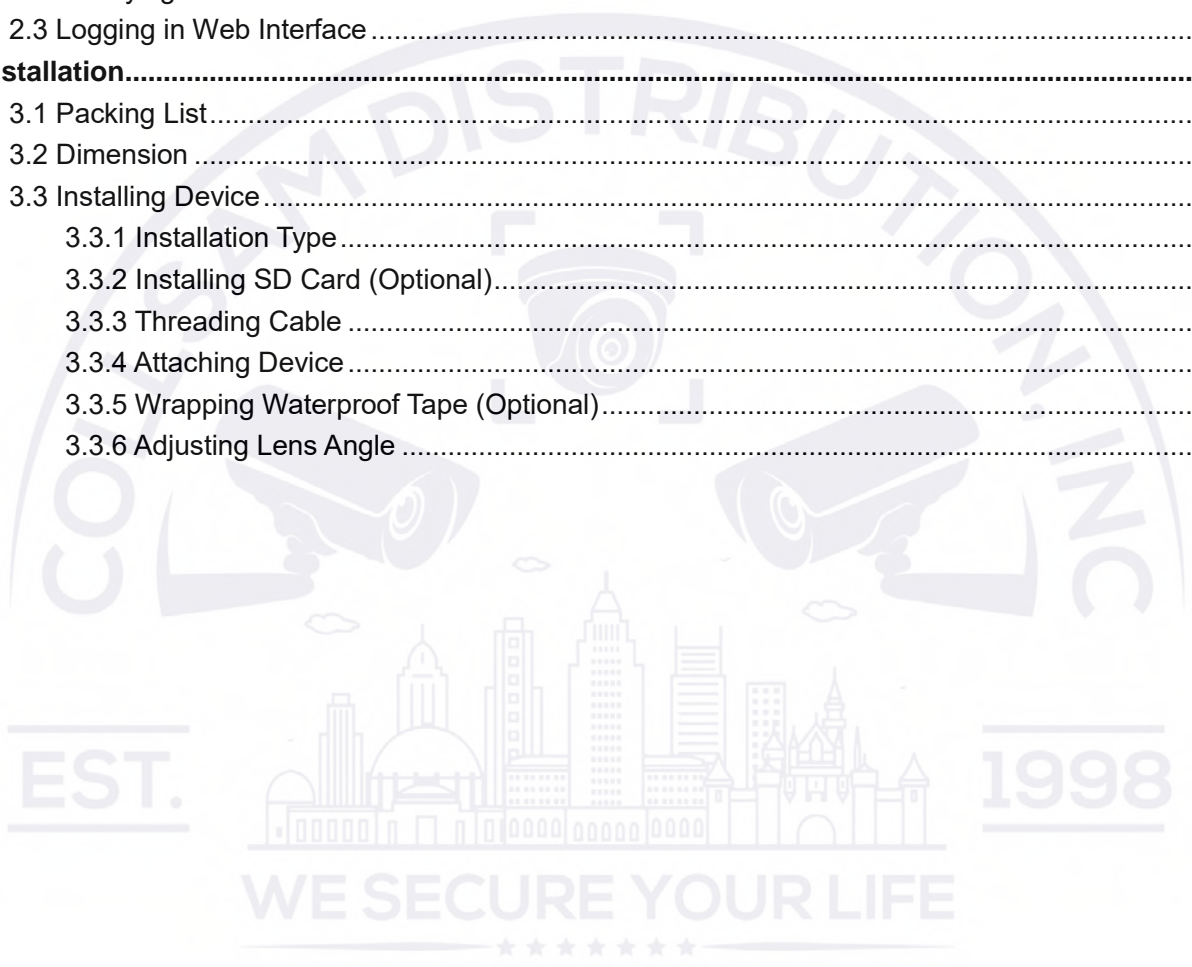 2.3 Logging in Web Interface
stallation
3.1 Packing List
3.2 Dimension
3.3 Installing Device
3.3.1 Installation Type
3.3.2 Installing SD Card (Optional)
3.3.3 Threading Cable
3.3.4 Attaching Device
3.3.5 Wrapping Waterproof Tape (Optional)
3.3.6 Adjusting Lens Angle
COILSAM DISTRIBUTION, INC
EST. 1998
WE SECURE YOUR LIFE